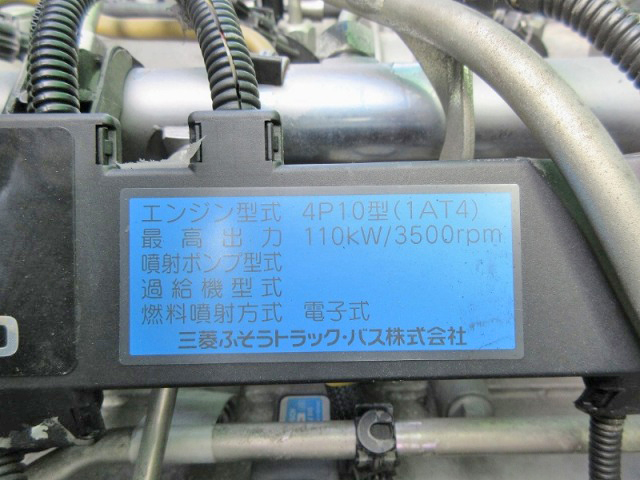 エンジン型式 4P10型(1AT4)
最高出力 110kW/3500rpm
噴射ポンプ型式
過給機型式
燃料噴射方式 電子式
三菱ふそうトラック・バス株式会社